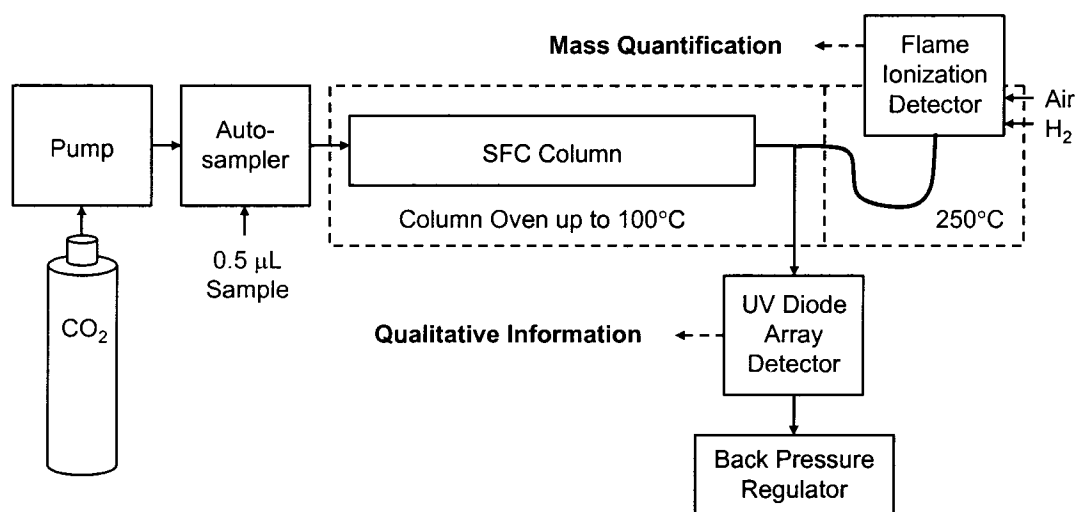 Mass Quantification
Flame
Ionization
Detector
Air
H₂
Pump
Auto-
sampler
SFC Column
Column Oven up to 100°C
250°C
0.5 μL
Sample
CO₂
Qualitative Information
UV Diode
Array
Detector
Back Pressure
Regulator